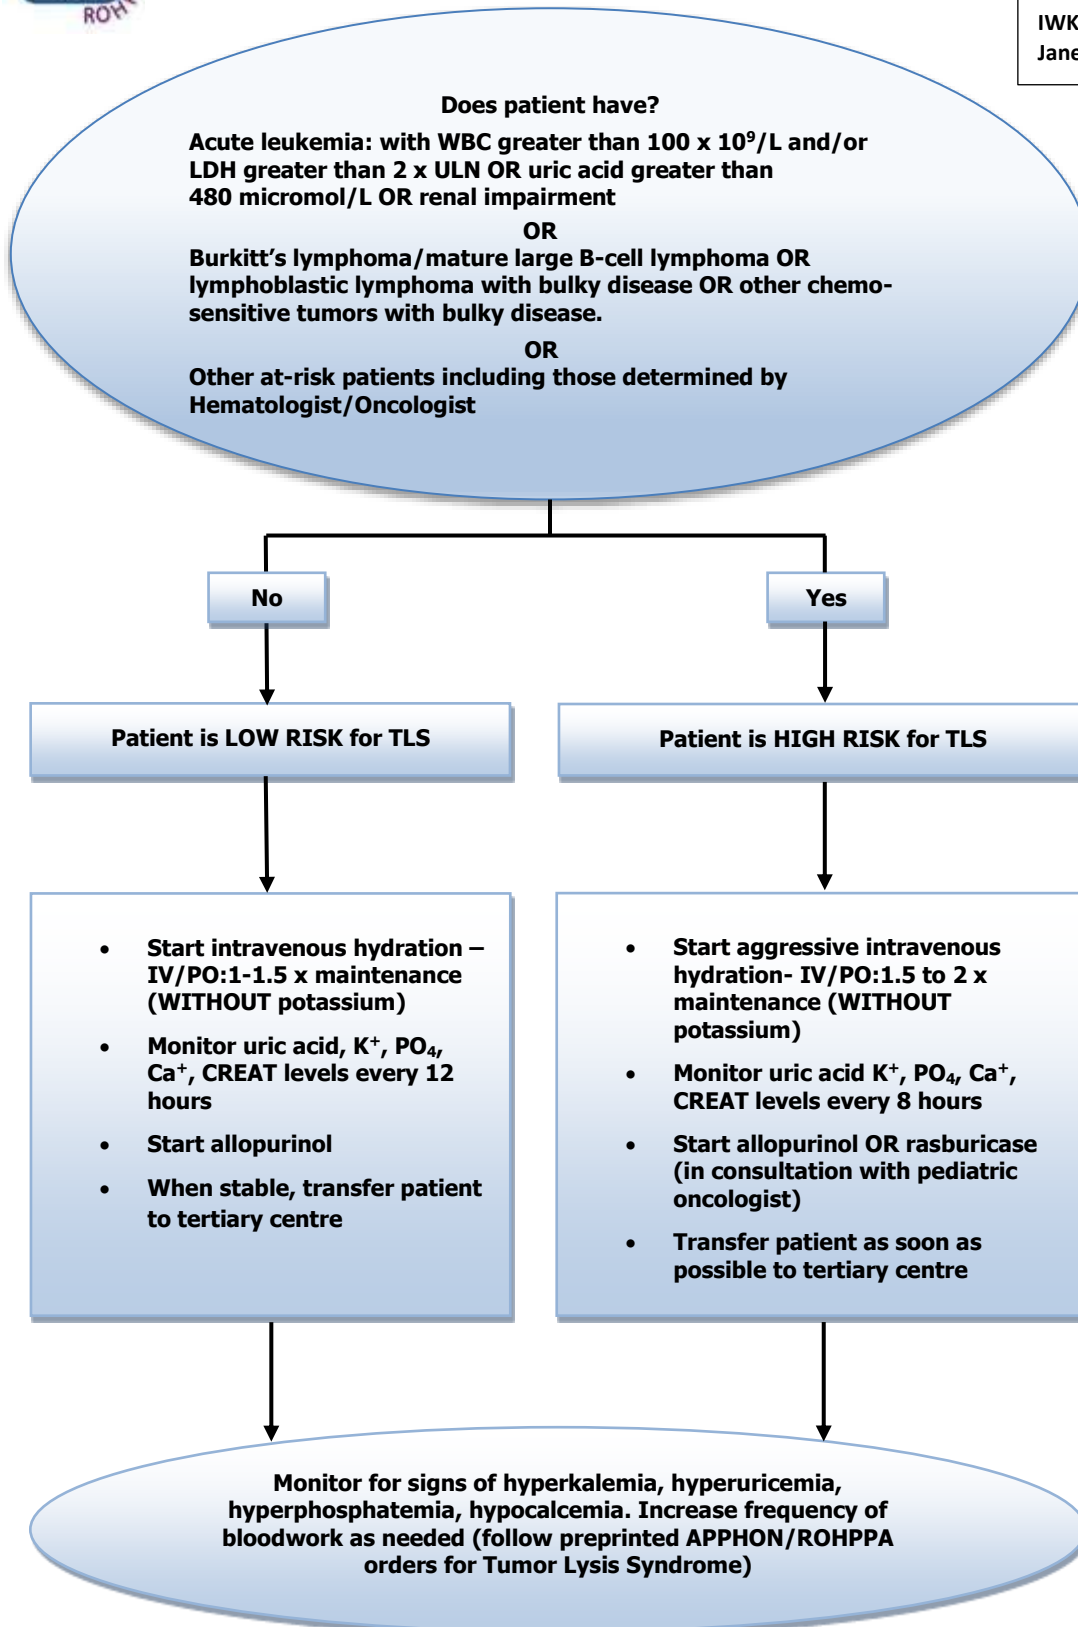 ROH
IWK
Jane
Does patient have?
Acute leukemia: with WBC greater than 100 x 10⁹/L and/or
LDH greater than 2 x ULN OR uric acid greater than
480 micromol/L OR renal impairment
OR
Burkitt’s lymphoma/mature large B-cell lymphoma OR
lymphoblastic lymphoma with bulky disease OR other chemo-
sensitive tumors with bulky disease.
OR
Other at-risk patients including those determined by
Hematologist/Oncologist
No
Yes
Patient is LOW RISK for TLS
Patient is HIGH RISK for TLS
• Start intravenous hydration –
IV/PO:1-1.5 x maintenance
(WITHOUT potassium)
• Monitor uric acid, K⁺, PO₄,
Ca⁺, CREAT levels every 12
hours
• Start allopurinol
• When stable, transfer patient
to tertiary centre
• Start aggressive intravenous
hydration- IV/PO:1.5 to 2 x
maintenance (WITHOUT
potassium)
• Monitor uric acid K⁺, PO₄, Ca⁺,
CREAT levels every 8 hours
• Start allopurinol OR rasburicase
(in consultation with pediatric
oncologist)
• Transfer patient as soon as
possible to tertiary centre
Monitor for signs of hyperkalemia, hyperuricemia,
hyperphosphatemia, hypocalcemia. Increase frequency of
bloodwork as needed (follow preprinted APPHON/ROHPPA
orders for Tumor Lysis Syndrome)